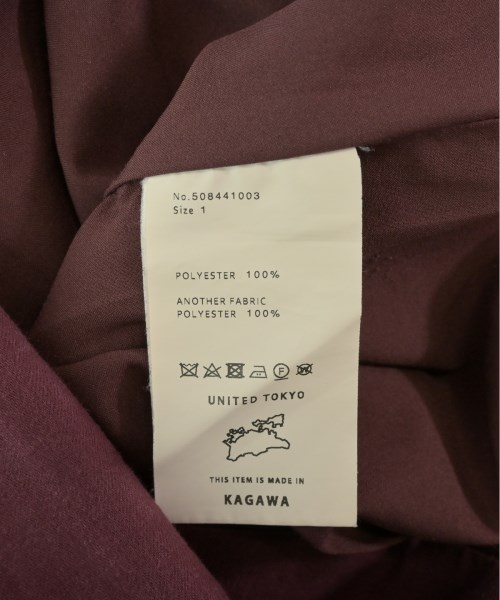 No.508441003
Size 1
POLYESTER 100%
ANOTHER FABRIC
POLYESTER 100%
F W
UNITED TOKYO
THIS ITEM IS MADE IN
KAGAWA